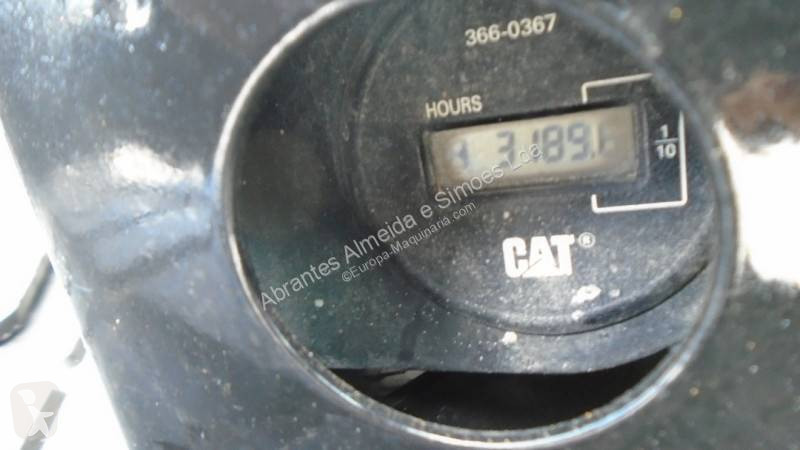 366-0367
HOURS
3189.
1/10
CAT®
Abrantes Almeida e Simoes Lda
©Europa-Maquinaria.com